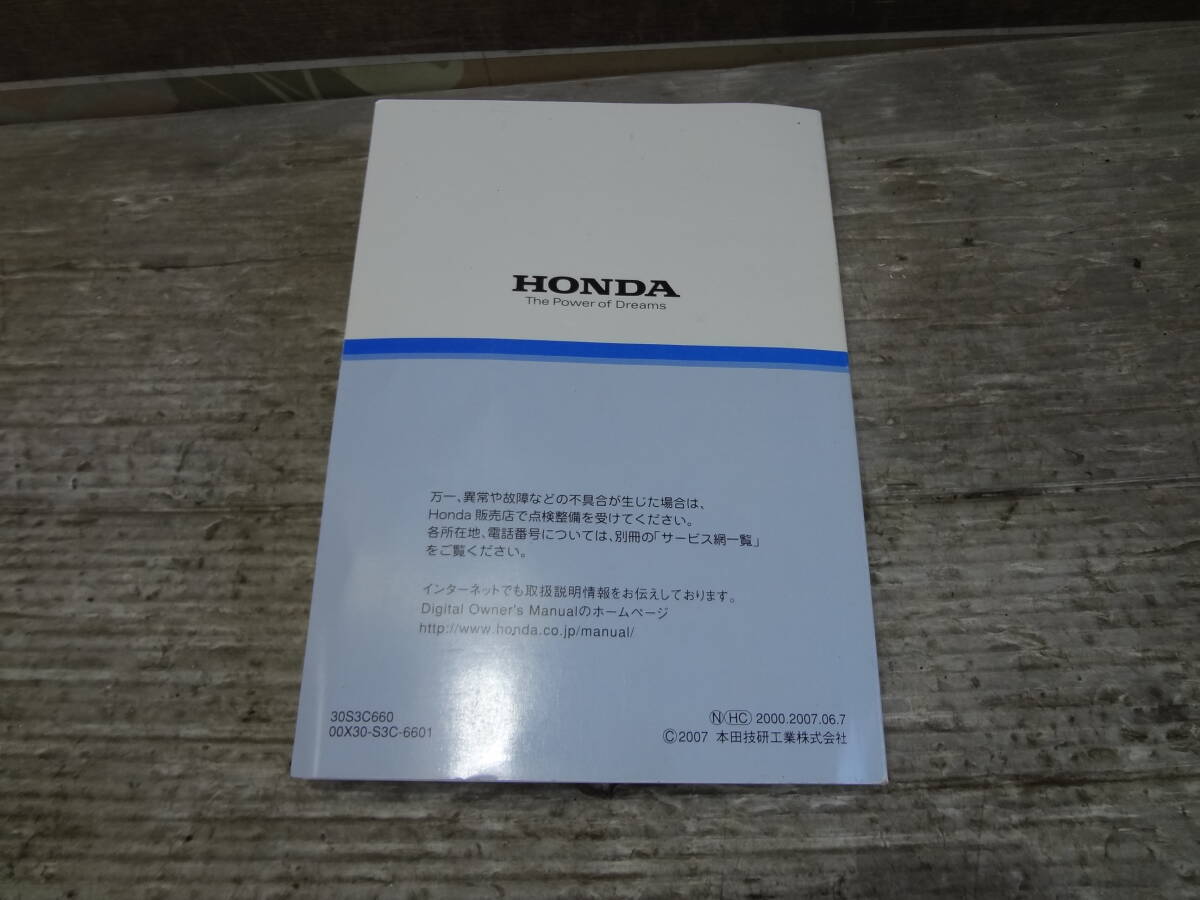 HONDA
The Power of Dreams
万一、異常や故障などの不具合が生じた場合は、
Honda 販売店で点検整備を受けてください。
各所在地、電話番号については、別冊の「サービス網一覧」
をご覧ください。
インターネットでも取扱説明情報をお伝えしております。
Digital Owner's Manualのホームページ
http://www.honda.co.jp/manual/
30S3C660
00X30-S3C-6601
Ⓝ HC 2000.2007.06.7
©2007 本田技研工業株式会社